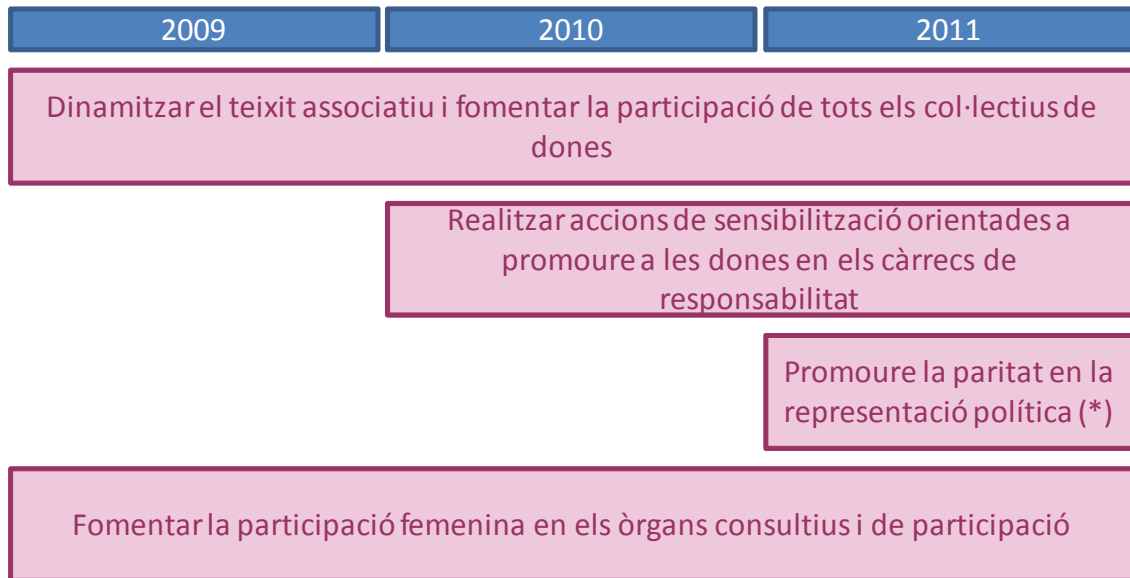 2009
2010
2011
Dinamitzar el teixit associatiu i fomentar la participació de tots els col·lectius de
dones
Realitzar accions de sensibilització orientades a
promoure a les dones en els càrrecs de
responsabilitat
Promoure la paritat en la
representació política (*)
Fomentar la participació femenina en els òrgans consultius i de participació